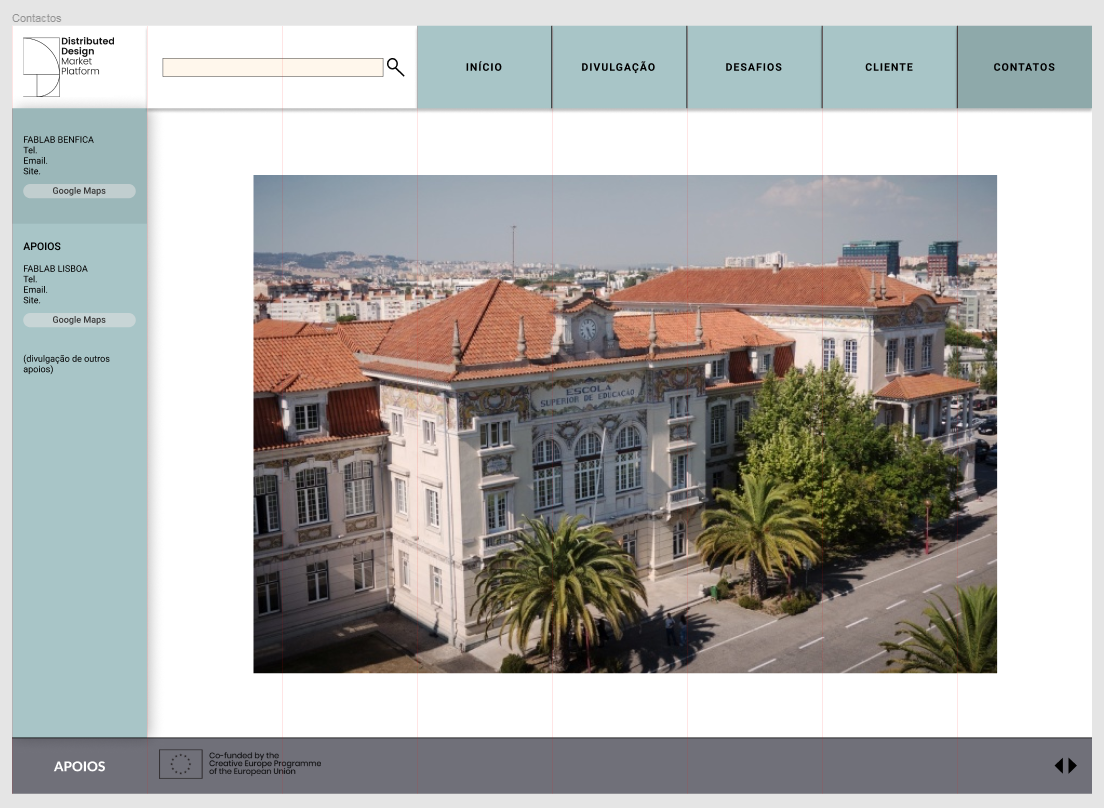 Contactos
Distributed
Design
Market
Platform
INÍCIO
DIVULGAÇÃO
DESAFIOS
CLIENTE
CONTATOS
FABLAB BENFICA
Tel.
Email.
Site.
Google Maps
APOIOS
FABLAB LISBOA
Tel.
Email.
Site.
Google Maps
(divulgação de outros
apoios)
ESCOLA
SUPERIOR DE EDUCAÇÃO
APOIOS
Co-funded by the
Creative Europe Programme
of the European Union